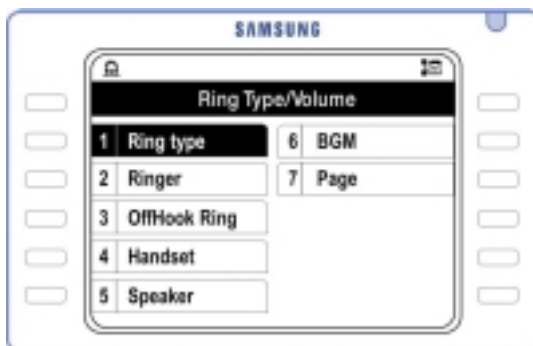 SAMSUNG
Ring Type/Volume
1 Ring type
2 Ringer
3 OffHook Ring
4 Handset
5 Speaker
6 BGM
7 Page